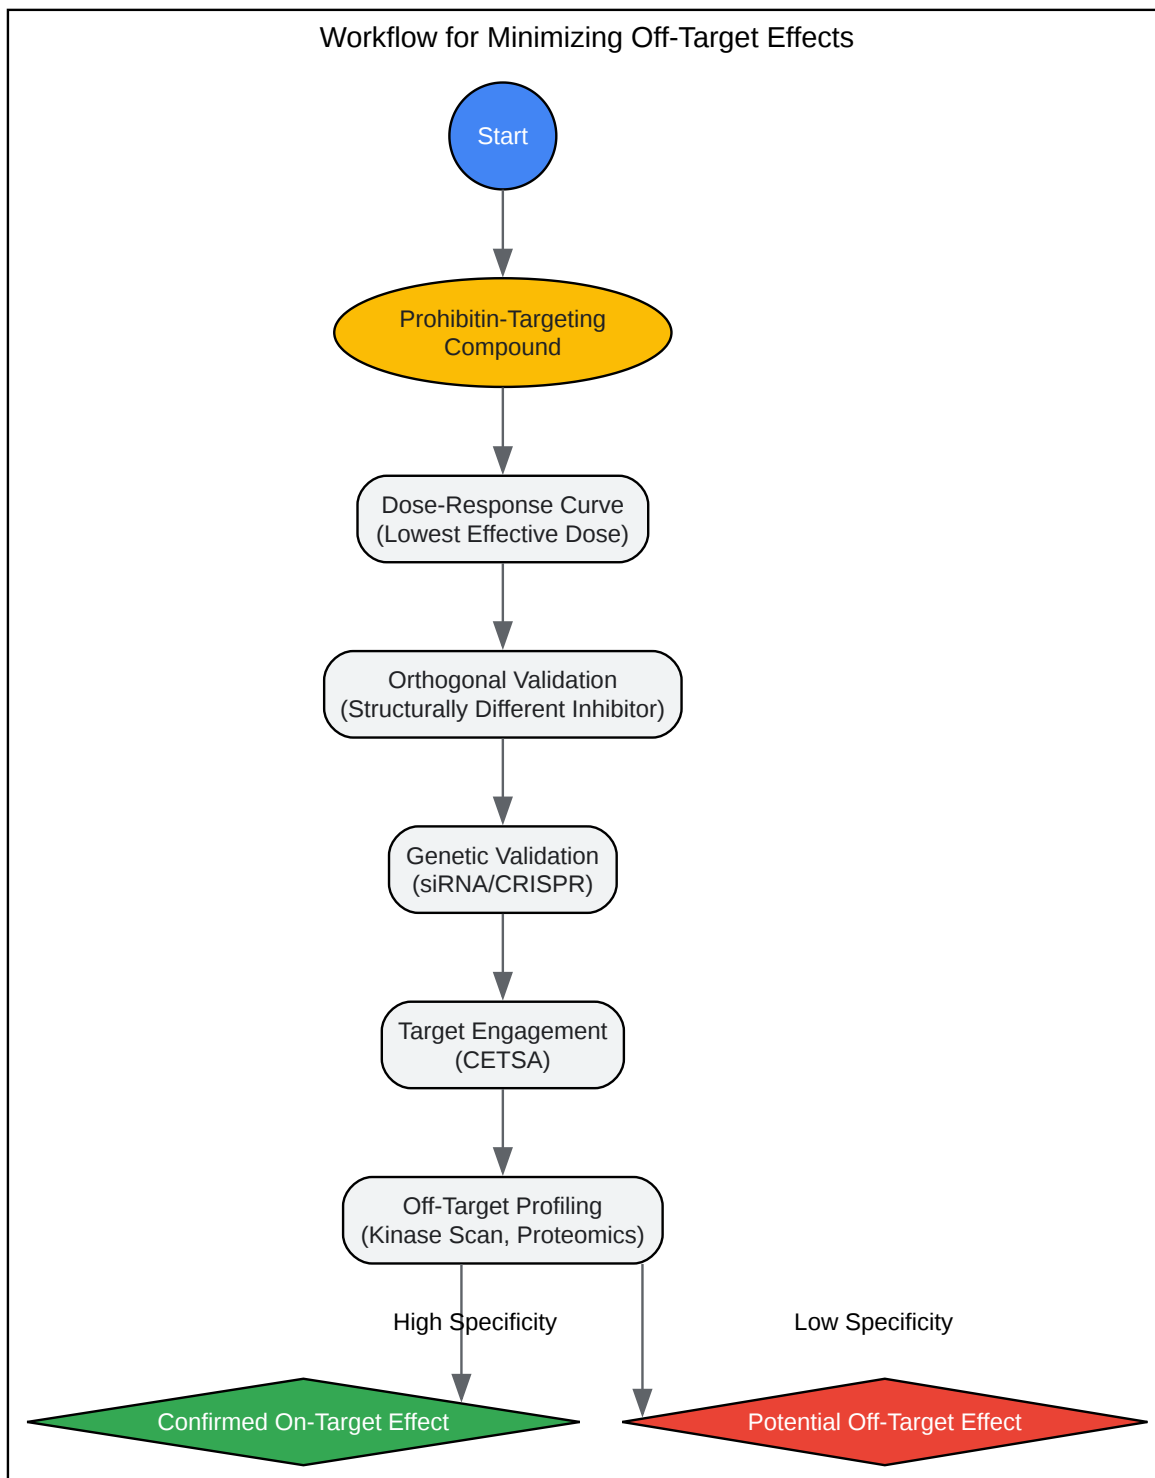 Workflow for Minimizing Off-Target Effects
Start
Prohibitin-Targeting
Compound
Dose-Response Curve
(Lowest Effective Dose)
Orthogonal Validation
(Structurally Different Inhibitor)
Genetic Validation
(siRNA/CRISPR)
Target Engagement
(CETSA)
Off-Target Profiling
(Kinase Scan, Proteomics)
High Specificity
Low Specificity
Confirmed On-Target Effect
Potential Off-Target Effect